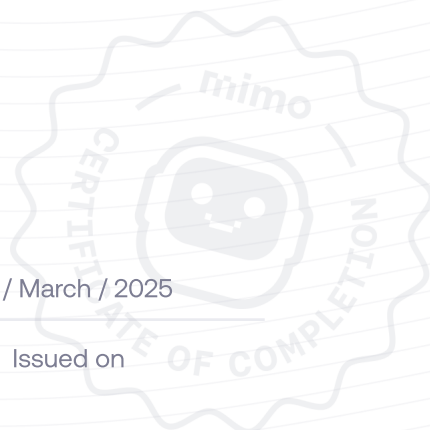 mimo
CERTIFICATE OF COMPLETION
/ March / 2025
Issued on